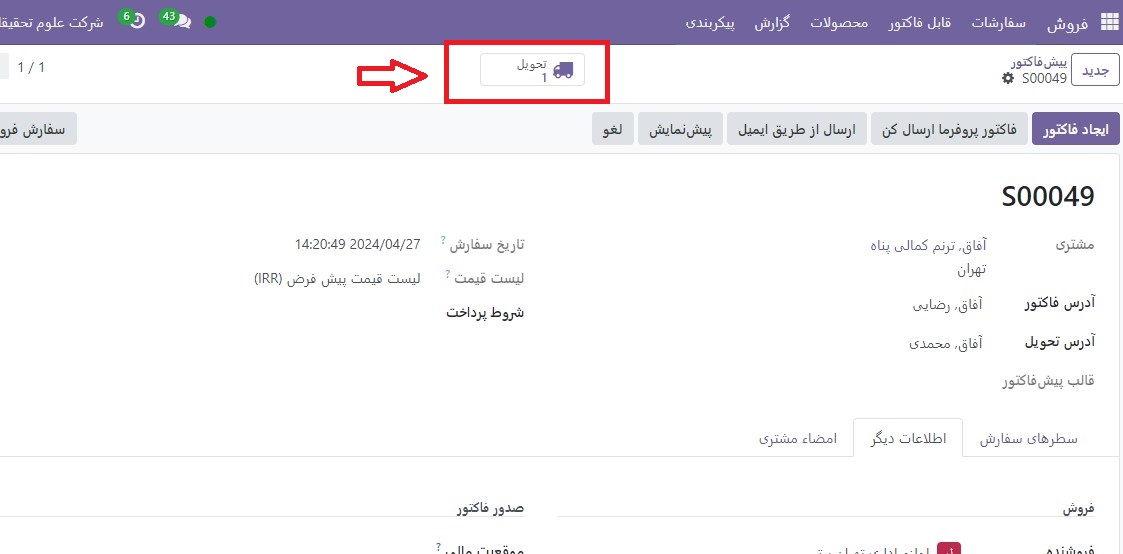 فروش سفارشات قابل فاکتور محصولات گزارش پیکربندی 43 6 شرکت علوم تحقیقا
جدید
پیش‌فاکتور
S00049
تحویل
1
1 / 1
ایجاد فاکتور فاکتور پروفرما ارسال کن ارسال از طریق ایمیل پیش‌نمایش لغو سفارش فرو
S00049
مشتری آفاق, ترنم کمالی پناه
تهران
آدرس فاکتور آفاق, رضایی
آدرس تحویل آفاق, محمدی
قالب پیش‌فاکتور
تاریخ سفارش ? 2024/04/27 14:20:49
لیست قیمت ? لیست قیمت پیش فرض (IRR)
شروط پرداخت
سطرهای سفارش اطلاعات دیگر امضاء مشتری
فروش
فروشنده
صدور فاکتور
موقعیت مالی ?